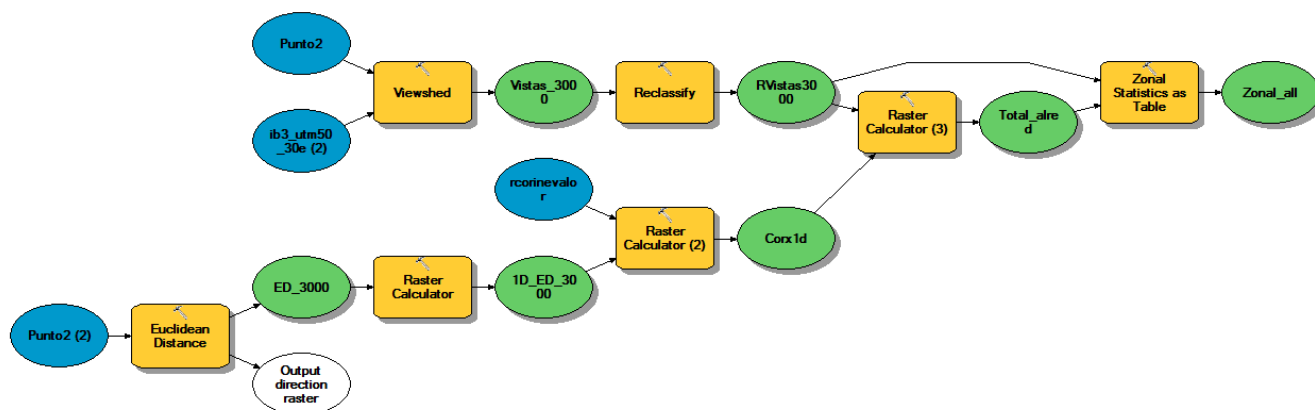 Punto2
Viewshed
Vistas_300
0
Reclassify
RVistas30
00
Zonal
Statistics as
Table
Zonal_all
ib3_utm50
_30e (2)
Raster
Calculator (3)
Total_alre
d
rcorinevalo
r
Raster
Calculator (2)
Corx1d
ED_3000
Raster
Calculator
1D_ED_30
00
Punto2 (2)
Euclidean
Distance
Output
direction
raster